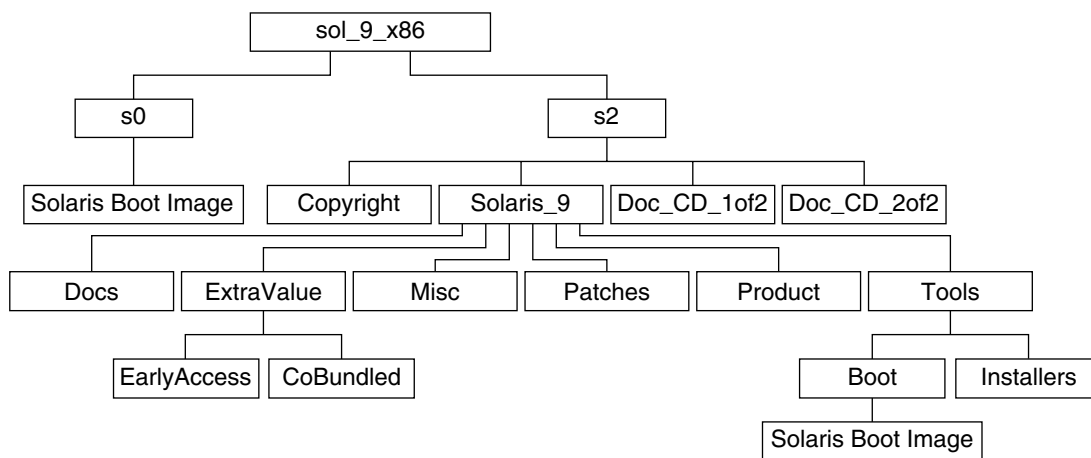 sol_9_x86
s0
s2
Solaris Boot Image
Copyright
Solaris_9
Doc_CD_1of2
Doc_CD_2of2
Docs
ExtraValue
Misc
Patches
Product
Tools
EarlyAccess
CoBundled
Boot
Installers
Solaris Boot Image